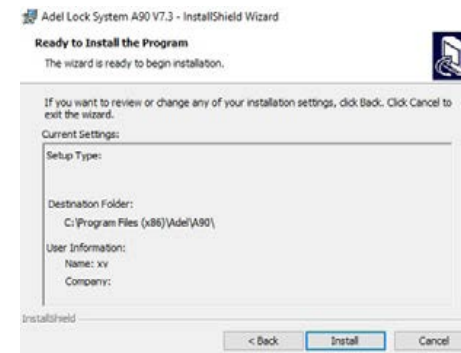 Adel Lock System A90 V7.3 - InstallShield Wizard
Ready to Install the Program
The wizard is ready to begin installation.
If you want to review or change any of your installation settings, click Back. Click Cancel to
exit the wizard.
Current Settings:
Setup Type:
Destination Folder:
C:\Program Files (x86)\Adel\A90\
User Information:
Name: xv
Company:
InstallShield
< Back
Install
Cancel